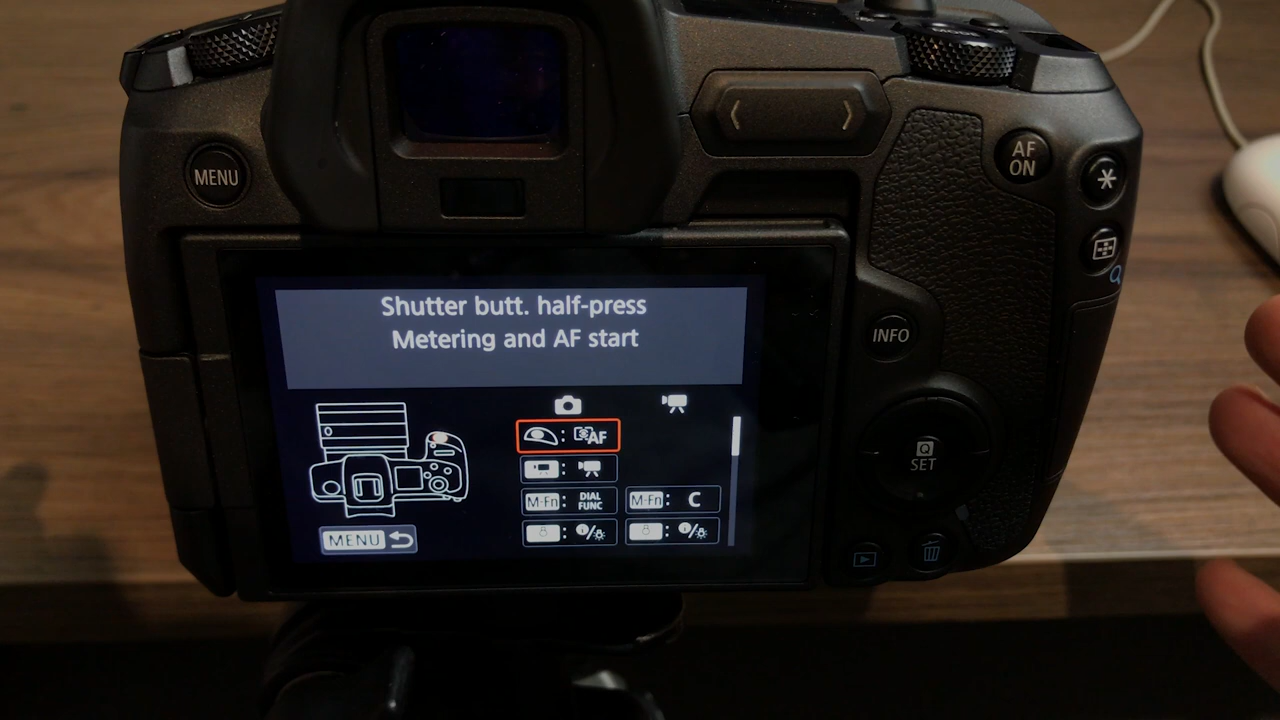 MENU
AF
ON
Shutter butt. half-press
Metering and AF start
INFO
: AF
:
M-Fn : DIAL
FUNC
M-Fn : C
:
:
MENU
Q
SET